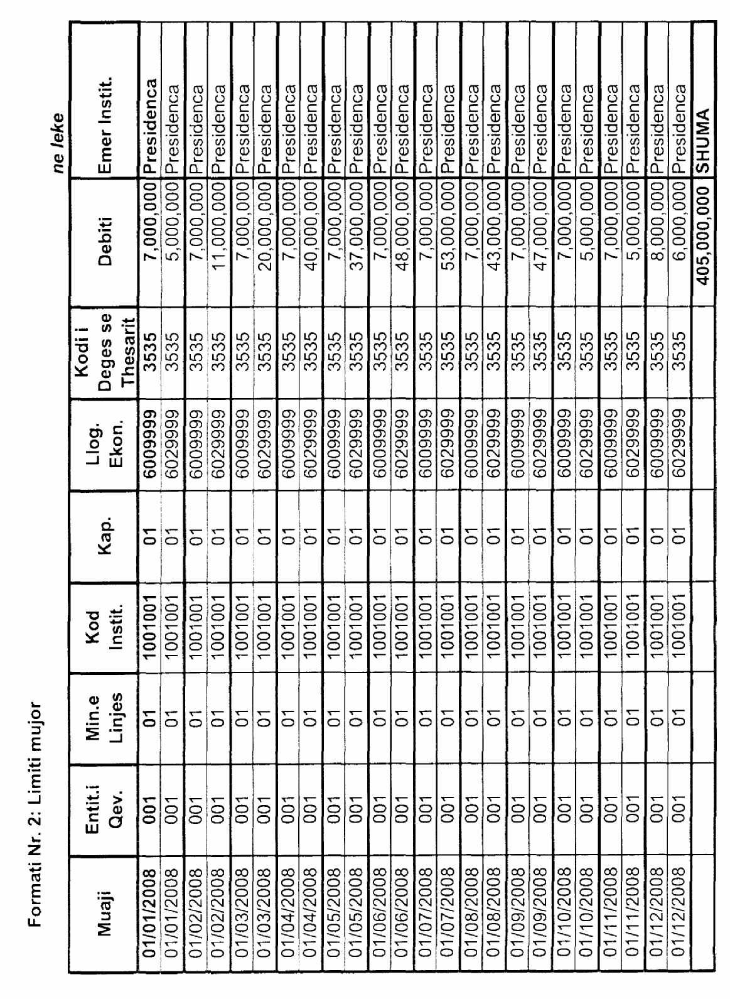 Formati Nr. 2: Limiti mujor
ne leke
Muaji Entit.i Qev. Min.e Linjes Kod Instit. Kap. Llog. Ekon. Kodi i Deges se Thesarit Debiti Emer Instit.
01/01/2008 001 01 1001001 01 6009999 3535 7,000,000 Presidenca
01/01/2008 001 01 1001001 01 6029999 3535 5,000,000 Presidenca
01/02/2008 001 01 1001001 01 6009999 3535 7,000,000 Presidenca
01/02/2008 001 01 1001001 01 6029999 3535 11,000,000 Presidenca
01/03/2008 001 01 1001001 01 6009999 3535 7,000,000 Presidenca
01/03/2008 001 01 1001001 01 6029999 3535 20,000,000 Presidenca
01/04/2008 001 01 1001001 01 6009999 3535 7,000,000 Presidenca
01/04/2008 001 01 1001001 01 6029999 3535 40,000,000 Presidenca
01/05/2008 001 01 1001001 01 6009999 3535 7,000,000 Presidenca
01/05/2008 001 01 1001001 01 6029999 3535 37,000,000 Presidenca
01/06/2008 001 01 1001001 01 6009999 3535 7,000,000 Presidenca
01/06/2008 001 01 1001001 01 6029999 3535 48,000,000 Presidenca
01/07/2008 001 01 1001001 01 6009999 3535 7,000,000 Presidenca
01/07/2008 001 01 1001001 01 6029999 3535 53,000,000 Presidenca
01/08/2008 001 01 1001001 01 6009999 3535 7,000,000 Presidenca
01/08/2008 001 01 1001001 01 6029999 3535 43,000,000 Presidenca
01/09/2008 001 01 1001001 01 6009999 3535 7,000,000 Presidenca
01/09/2008 001 01 1001001 01 6029999 3535 47,000,000 Presidenca
01/10/2008 001 01 1001001 01 6009999 3535 7,000,000 Presidenca
01/10/2008 001 01 1001001 01 6029999 3535 5,000,000 Presidenca
01/11/2008 001 01 1001001 01 6009999 3535 7,000,000 Presidenca
01/11/2008 001 01 1001001 01 6029999 3535 5,000,000 Presidenca
01/12/2008 001 01 1001001 01 6009999 3535 8,000,000 Presidenca
01/12/2008 001 01 1001001 01 6029999 3535 6,000,000 Presidenca
405,000,000 SHUMA